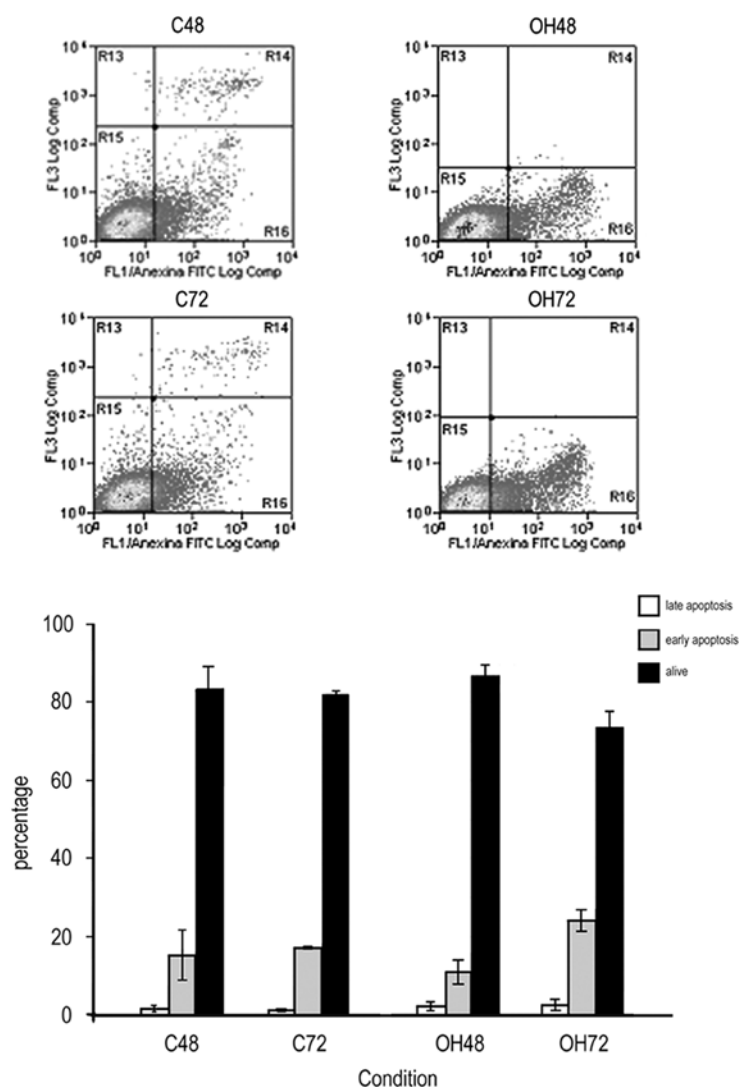 C48
OH48
10⁴ R13 R14
10³
10² R15
10¹
10⁰ R16
10⁰ 10¹ 10² 10³ 10⁴
FL3 Log Comp
FL1/Anexina FITC Log Comp
10⁴ R13 R14
10³
10² R15
10¹
10⁰ R16
10⁰ 10¹ 10² 10³ 10⁴
FL3 Log Comp
FL1/Anexina FITC Log Comp
C72
OH72
10⁴ R13 R14
10³
10² R15
10¹
10⁰ R16
10⁰ 10¹ 10² 10³ 10⁴
FL3 Log Comp
FL1/Anexina FITC Log Comp
10⁴ R13 R14
10³
10² R15
10¹
10⁰ R16
10⁰ 10¹ 10² 10³ 10⁴
FL3 Log Comp
FL1/Anexina FITC Log Comp
late apoptosis
early apoptosis
alive
percentage
100
80
60
40
20
0
C48 C72 OH48 OH72
Condition